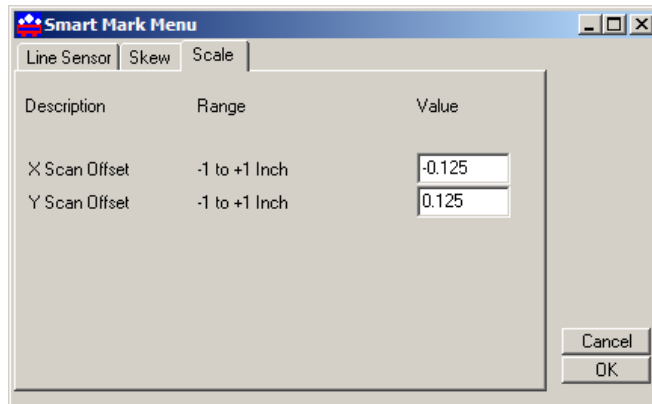 Smart Mark Menu
Line Sensor Skew Scale
Description Range Value
X Scan Offset -1 to +1 Inch -0.125
Y Scan Offset -1 to +1 Inch 0.125
Cancel
OK